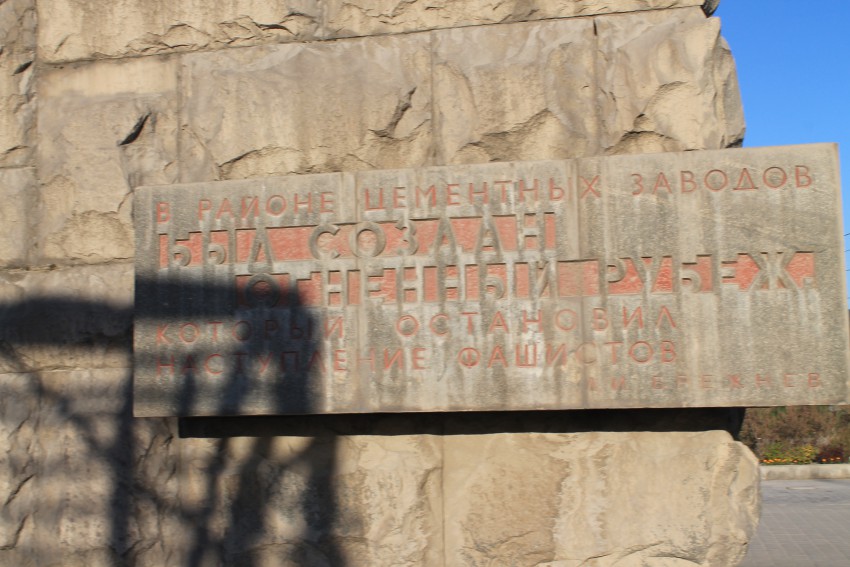 В РАЙОНЕ ЦЕМЕНТНЫХ ЗАВОДОВ
БЫЛ СОЗДАН
ОГНЕННЫЙ РУБЕЖ,
КОТОРЫЙ ОСТАНОВИЛ
НАСТУПЛЕНИЕ ФАШИСТОВ
Л.И. БРЕЖНЕВ